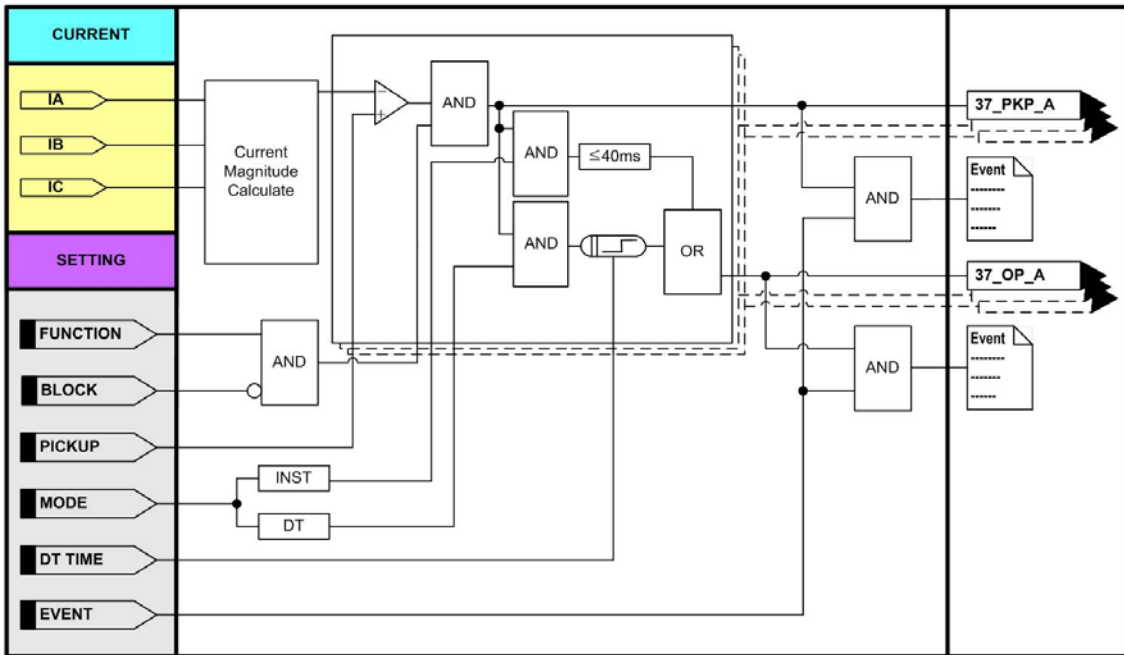 CURRENT
IA
IB
IC
SETTING
FUNCTION
BLOCK
PICKUP
MODE
DT TIME
EVENT
Current
Magnitude
Calculate
−
+
AND
AND
≤40ms
AND
OR
AND
INST
DT
AND
AND
37_PKP_A
Event
--------
-------
------
37_OP_A
Event
--------
-------
------